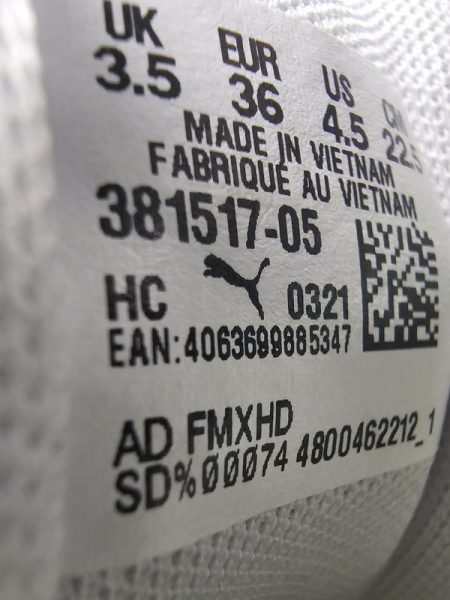 UK EUR US CM
3.5 36 4.5 22.5
MADE IN VIETNAM
FABRIQUÉ AU VIETNAM
381517-05
HC 0321
EAN:4063699885347
AD FMXHD
SD%00074 4800462212_1